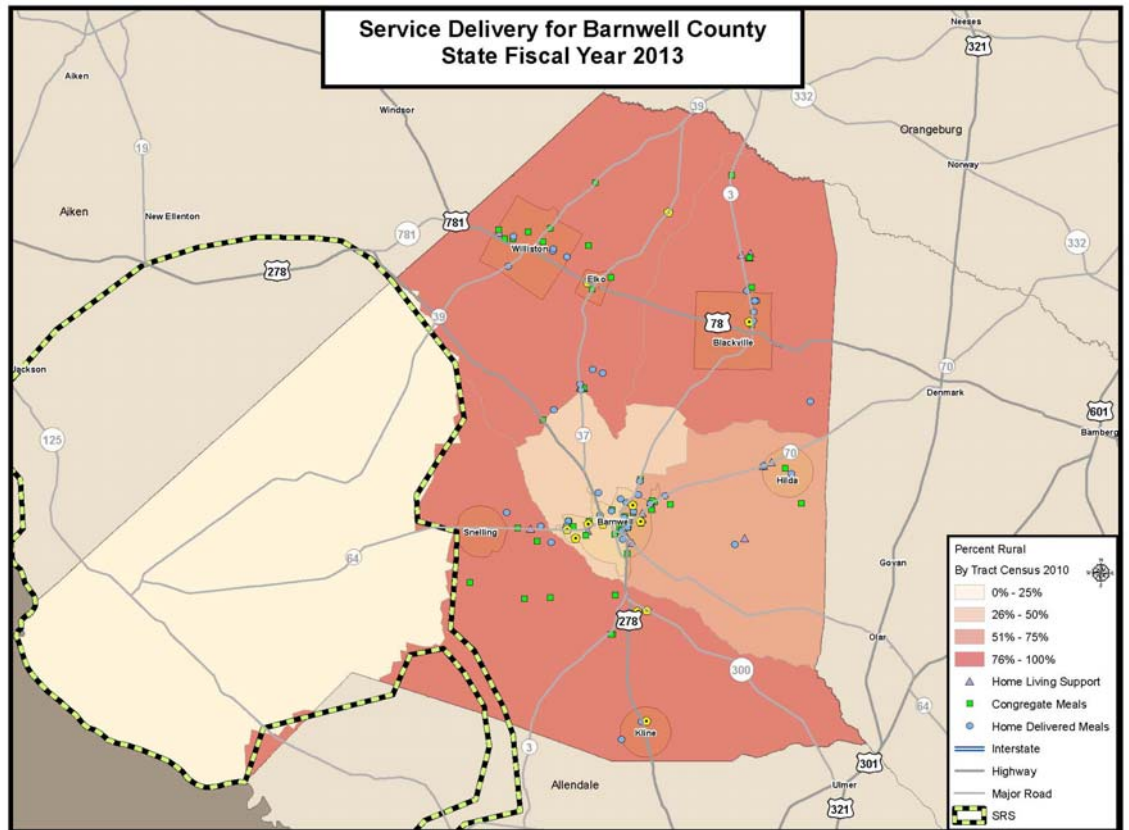 Service Delivery for Barnwell County
State Fiscal Year 2013
Neeses
321
Aiken
Windsor
39
332
Orangeburg
19
Norway
3
Aiken
New Ellenton
781
781
332
Williston
278
Elko
39
78
Blackville
Jackson
70
Denmark
601
Bamberg
125
37
70
Hilda
Barnwell
Snelling
64
Govan
278
Olar
300
64
Kline
3
301
Allendale
Ulmer
321
Percent Rural
By Tract Census 2010
0% - 25%
26% - 50%
51% - 75%
76% - 100%
Home Living Support
Congregate Meals
Home Delivered Meals
Interstate
Highway
Major Road
SRS